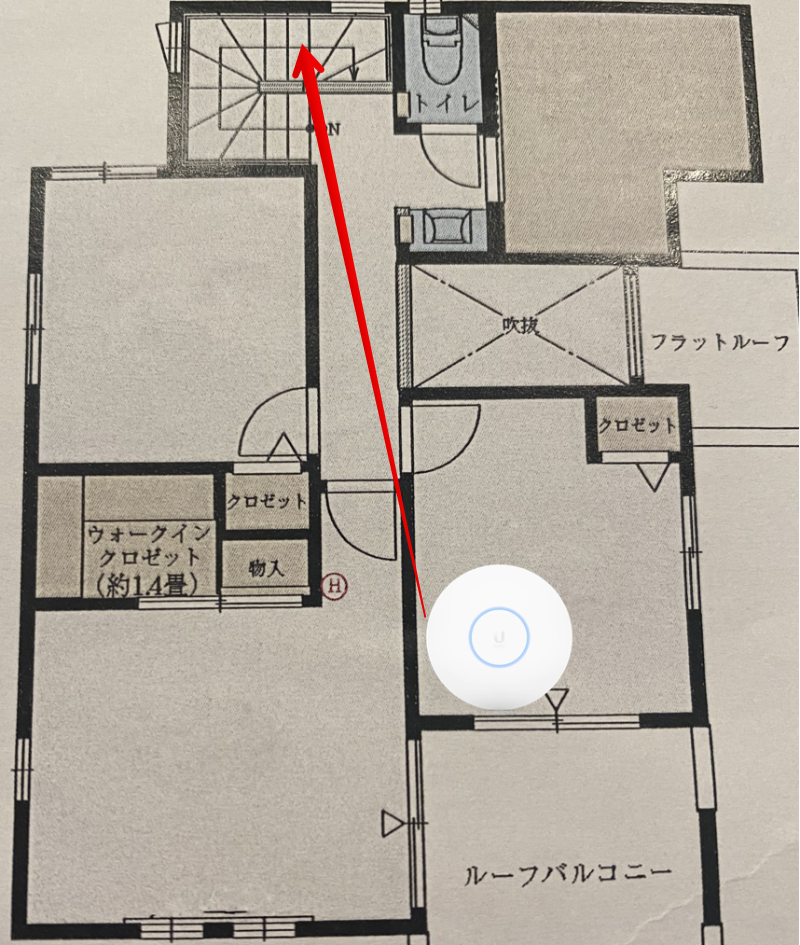 トイレ
DN
吹抜
フラットルーフ
クロゼット
クロゼット
ウォークイン
クロゼット
(約1.4畳)
物入
H
U
ルーフバルコニー